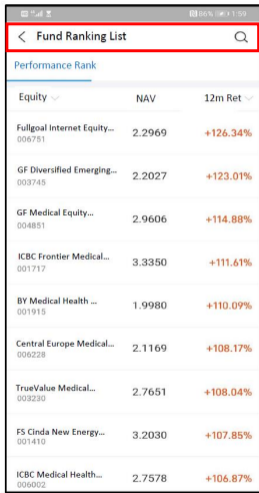 86% 1:59
Fund Ranking List
Performance Rank
Equity NAV 12m Ret
Fullgoal Internet Equity... 2.2969 +126.34%
006751
GF Diversified Emerging... 2.2027 +123.01%
003745
GF Medical Equity... 2.9606 +114.88%
004851
ICBC Frontier Medical... 3.3350 +111.61%
001717
BY Medical Health ... 1.9980 +110.09%
001915
Central Europe Medical... 2.1169 +108.17%
006228
TrueValue Medical... 2.7651 +108.04%
003230
FS Cinda New Energy... 3.2030 +107.85%
001410
ICBC Medical Health... 2.7578 +106.87%
006002